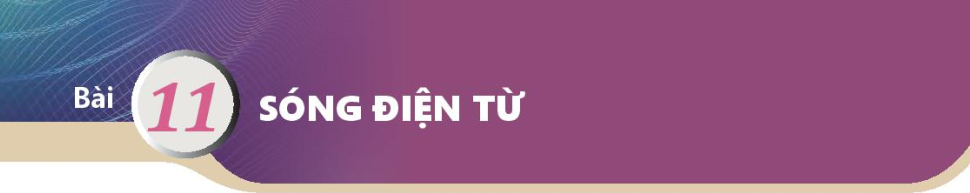 Bài 11 SÓNG ĐIỆN TỪ